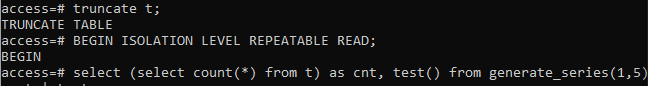 access=# truncate t;
TRUNCATE TABLE
access=# BEGIN ISOLATION LEVEL REPEATABLE READ;
BEGIN
access=# select (select count(*) from t) as cnt, test() from generate_series(1,5)